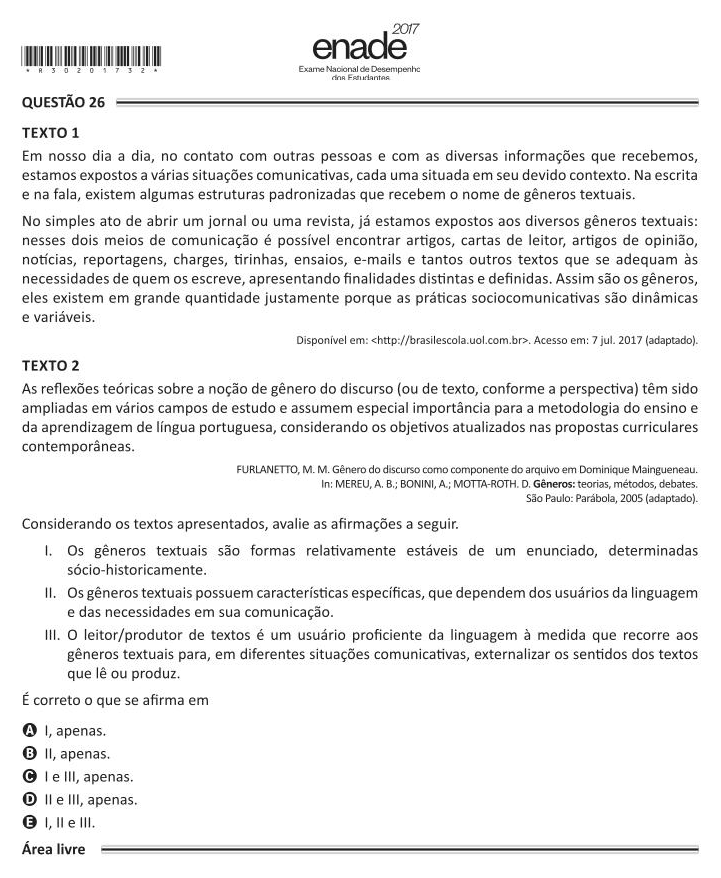 2017
enade
Exame Nacional de Desempenho
dos Estudantes
* R 3 0 2 0 1 7 3 2 *
QUESTÃO 26
TEXTO 1
Em nosso dia a dia, no contato com outras pessoas e com as diversas informações que recebemos,
estamos expostos a várias situações comunicativas, cada uma situada em seu devido contexto. Na escrita
e na fala, existem algumas estruturas padronizadas que recebem o nome de gêneros textuais.
No simples ato de abrir um jornal ou uma revista, já estamos expostos aos diversos gêneros textuais:
nesses dois meios de comunicação é possível encontrar artigos, cartas de leitor, artigos de opinião,
notícias, reportagens, charges, tirinhas, ensaios, e-mails e tantos outros textos que se adequam às
necessidades de quem os escreve, apresentando finalidades distintas e definidas. Assim são os gêneros,
eles existem em grande quantidade justamente porque as práticas sociocomunicativas são dinâmicas
e variáveis.
Disponível em: <http://brasilescola.uol.com.br>. Acesso em: 7 jul. 2017 (adaptado).
TEXTO 2
As reflexões teóricas sobre a noção de gênero do discurso (ou de texto, conforme a perspectiva) têm sido
ampliadas em vários campos de estudo e assumem especial importância para a metodologia do ensino e
da aprendizagem de língua portuguesa, considerando os objetivos atualizados nas propostas curriculares
contemporâneas.
FURLANETTO, M. M. Gênero do discurso como componente do arquivo em Dominique Maingueneau.
In: MEREU, A. B.; BONINI, A.; MOTTA-ROTH. D. Gêneros: teorias, métodos, debates.
São Paulo: Parábola, 2005 (adaptado).
Considerando os textos apresentados, avalie as afirmações a seguir.
I. Os gêneros textuais são formas relativamente estáveis de um enunciado, determinadas
sócio-historicamente.
II. Os gêneros textuais possuem características específicas, que dependem dos usuários da linguagem
e das necessidades em sua comunicação.
III. O leitor/produtor de textos é um usuário proficiente da linguagem à medida que recorre aos
gêneros textuais para, em diferentes situações comunicativas, externalizar os sentidos dos textos
que lê ou produz.
É correto o que se afirma em
A I, apenas.
B II, apenas.
C I e III, apenas.
D II e III, apenas.
E I, II e III.
Área livre